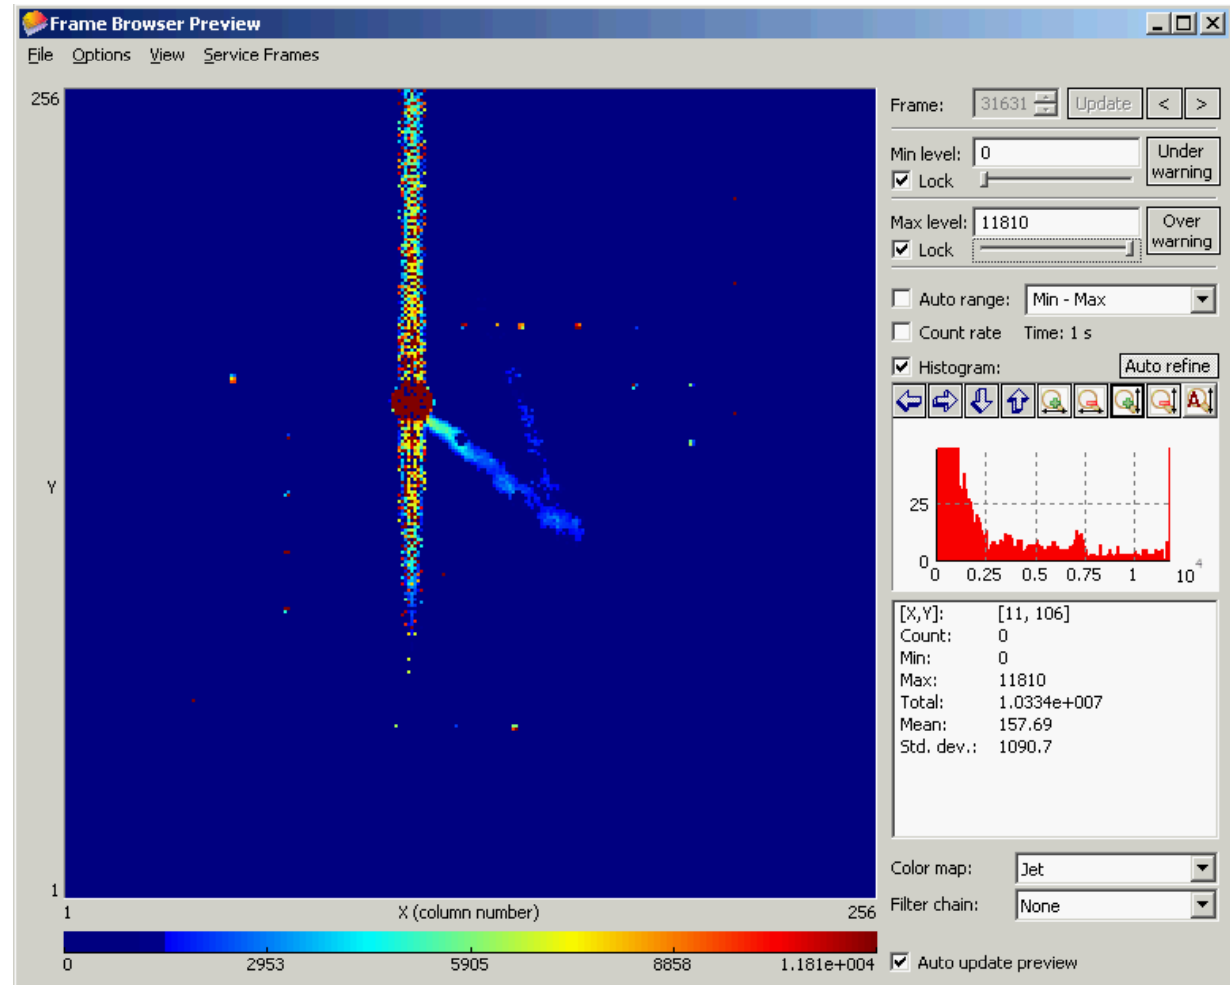 Frame Browser Preview
File Options View Service Frames
256
Y
1
1 X (column number) 256
0 2953 5905 8858 1.181e+004
Frame: 31631 Update < >
Min level: 0 Under warning
Lock
Max level: 11810 Over warning
Lock
Auto range: Min - Max
Count rate Time: 1 s
Histogram: Auto refine
A
25
0
0 0.25 0.5 0.75 1 10^4
[X,Y]: [11, 106]
Count: 0
Min: 0
Max: 11810
Total: 1.0334e+007
Mean: 157.69
Std. dev.: 1090.7
Color map: Jet
Filter chain: None
Auto update preview